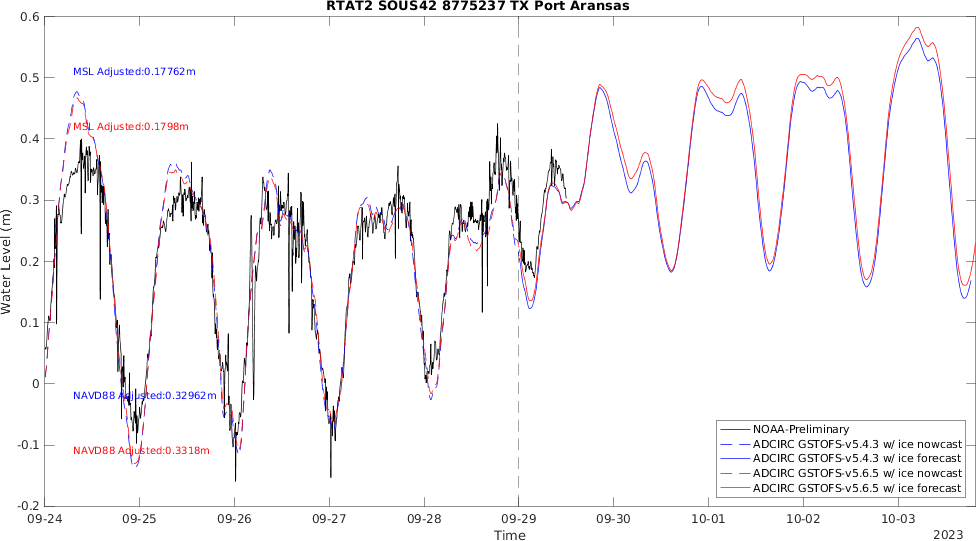 RTAT2 SOUS42 8775237 TX Port Aransas
0.6
0.5
0.4
0.3
0.2
0.1
0
-0.1
-0.2
Water Level (m)
MSL Adjusted:0.17762m
MSL Adjusted:0.1798m
NAVD88 Adjusted:0.32962m
NAVD88 Adjusted:0.3318m
NOAA-Preliminary
ADCIRC GSTOFS-v5.4.3 w/ ice nowcast
ADCIRC GSTOFS-v5.4.3 w/ ice forecast
ADCIRC GSTOFS-v5.6.5 w/ ice nowcast
ADCIRC GSTOFS-v5.6.5 w/ ice forecast
09-24 09-25 09-26 09-27 09-28 09-29 09-30 10-01 10-02 10-03
Time
2023